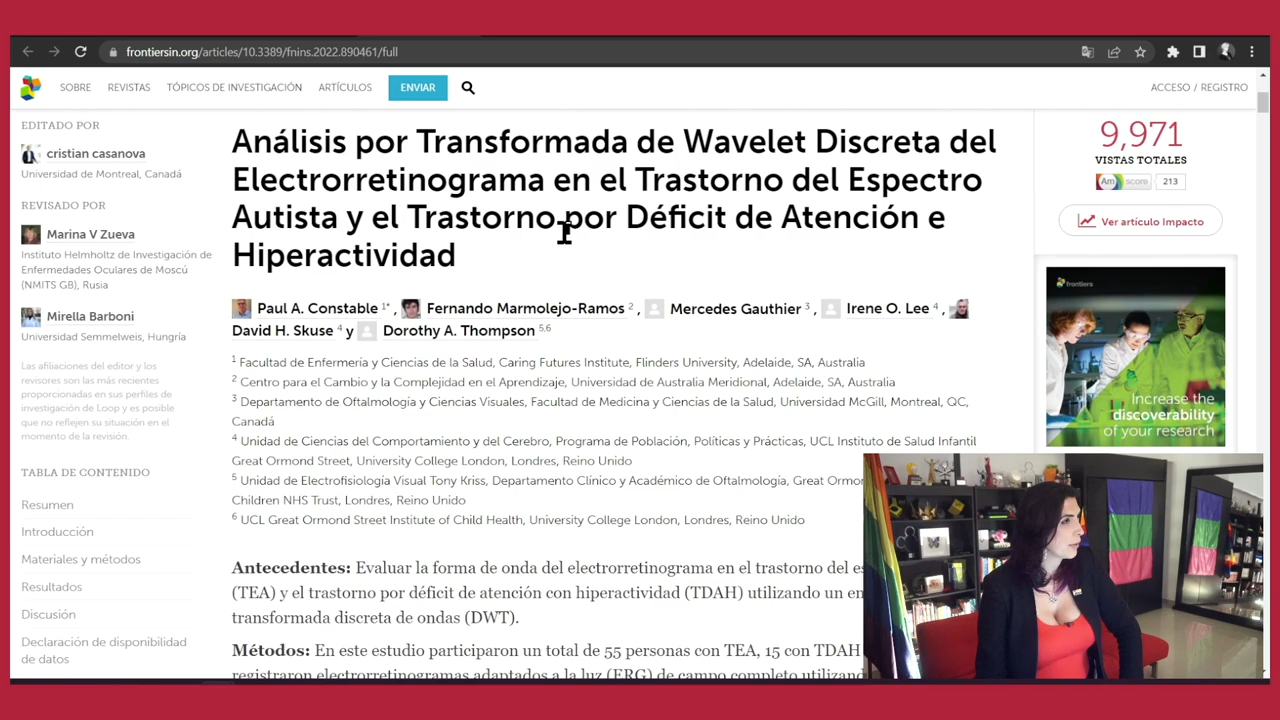 frontiersin.org/articles/10.3389/fnins.2022.890461/full
SOBRE REVISTAS TÓPICOS DE INVESTIGACIÓN ARTÍCULOS ENVIAR ACCESO / REGISTRO
EDITADO POR
cristian casanova
Universidad de Montreal, Canadá
REVISADO POR
Marina V Zueva
Instituto Helmholtz de Investigación de
Enfermedades Oculares de Moscú
(NMITS GB), Rusia
Mirella Barboni
Universidad Semmelweis, Hungría
Las afiliaciones del editor y los
revisores son las más recientes
proporcionadas en sus perfiles de
investigación de Loop y es posible
que no reflejen su situación en el
momento de la revisión.
TABLA DE CONTENIDO
Resumen
Introducción
Materiales y métodos
Resultados
Discusión
Declaración de disponibilidad
de datos
Análisis por Transformada de Wavelet Discreta del
Electrorretinograma en el Trastorno del Espectro
Autista y el Trastorno por Déficit de Atención e
Hiperactividad
Paul A. Constable 1*, Fernando Marmolejo-Ramos 2, Mercedes Gauthier 3, Irene O. Lee 4,
David H. Skuse 4 y Dorothy A. Thompson 5,6
1 Facultad de Enfermería y Ciencias de la Salud, Caring Futures Institute, Flinders University, Adelaide, SA, Australia
2 Centro para el Cambio y la Complejidad en el Aprendizaje, Universidad de Australia Meridional, Adelaide, SA, Australia
3 Departamento de Oftalmología y Ciencias Visuales, Facultad de Medicina y Ciencias de la Salud, Universidad McGill, Montreal, QC,
Canadá
4 Unidad de Ciencias del Comportamiento y del Cerebro, Programa de Población, Políticas y Prácticas, UCL Instituto de Salud Infantil
Great Ormond Street, University College London, Londres, Reino Unido
5 Unidad de Electrofisiología Visual Tony Kriss, Departamento Clínico y Académico de Oftalmología, Great Ormo
Children NHS Trust, Londres, Reino Unido
6 UCL Great Ormond Street Institute of Child Health, University College London, Londres, Reino Unido
Antecedentes: Evaluar la forma de onda del electrorretinograma en el trastorno del es
(TEA) y el trastorno por déficit de atención con hiperactividad (TDAH) utilizando un en
transformada discreta de ondas (DWT).
Métodos: En este estudio participaron un total de 55 personas con TEA, 15 con TDAH
registraron electrorretinogramas adaptados a la luz (ERG) de campo completo utilizand
9,971
VISTAS TOTALES
Am score 213
Ver artículo Impacto
frontiers
Increase the
discoverability
of your research